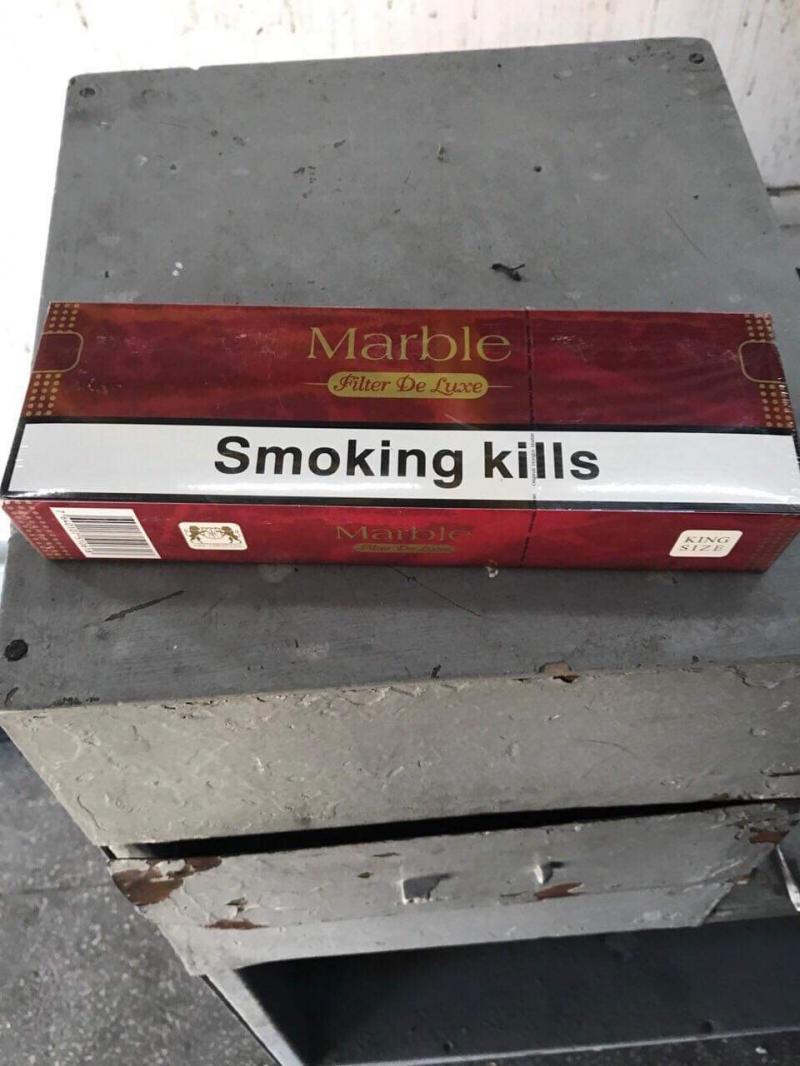 Marble
Filter De Luxe
Smoking kills
Marble
Filter De Luxe
KING
SIZE